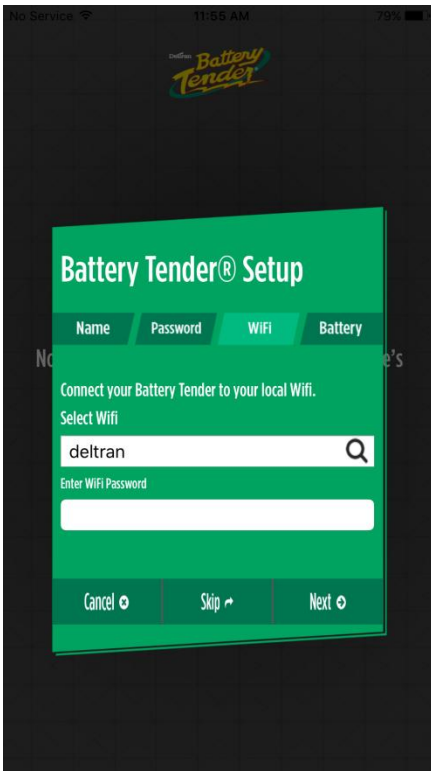 No Service 11:55 AM 79%
Deltran Battery
Tender
Battery Tender® Setup
Name Password WiFi Battery
No e's
Connect your Battery Tender to your local Wifi.
Select Wifi
deltran
Enter WiFi Password
Cancel Skip Next